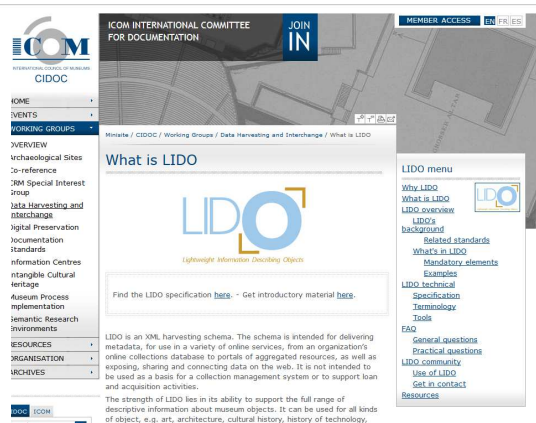 ICOM
INTERNATIONAL COUNCIL OF MUSEUMS
CIDOC
ICOM INTERNATIONAL COMMITTEE
FOR DOCUMENTATION
JOIN
IN
MEMBER ACCESS
EN FR ES
HOME
EVENTS
WORKING GROUPS
OVERVIEW
Archaeological Sites
Co-reference
CRM Special Interest
Group
Data Harvesting and
Interchange
Digital Preservation
Documentation
Standards
Information Centres
Intangible Cultural
Heritage
Museum Process
Implementation
Semantic Research
Environments
RESOURCES
ORGANISATION
ARCHIVES
CIDOC ICOM
Minisite / CIDOC / Working Groups / Data Harvesting and Interchange / What is LIDO
What is LIDO
LIDO
Lightweight Information Describing Objects
Find the LIDO specification here. - Get introductory material here.
LIDO is an XML harvesting schema. The schema is intended for delivering
metadata, for use in a variety of online services, from an organization's
online collections database to portals of aggregated resources, as well as
exposing, sharing and connecting data on the web. It is not intended to
be used as a basis for a collection management system or to support loan
and acquisition activities.
The strength of LIDO lies in its ability to support the full range of
descriptive information about museum objects. It can be used for all kinds
of object, e.g. art, architecture, cultural history, history of technology,
LIDO menu
Why LIDO
What is LIDO
LIDO overview
LIDO's
background
Related standards
What's in LIDO
Mandatory elements
Examples
LIDO technical
Specification
Terminology
Tools
FAQ
General questions
Practical questions
LIDO community
Use of LIDO
Get in contact
Resources
LIDO